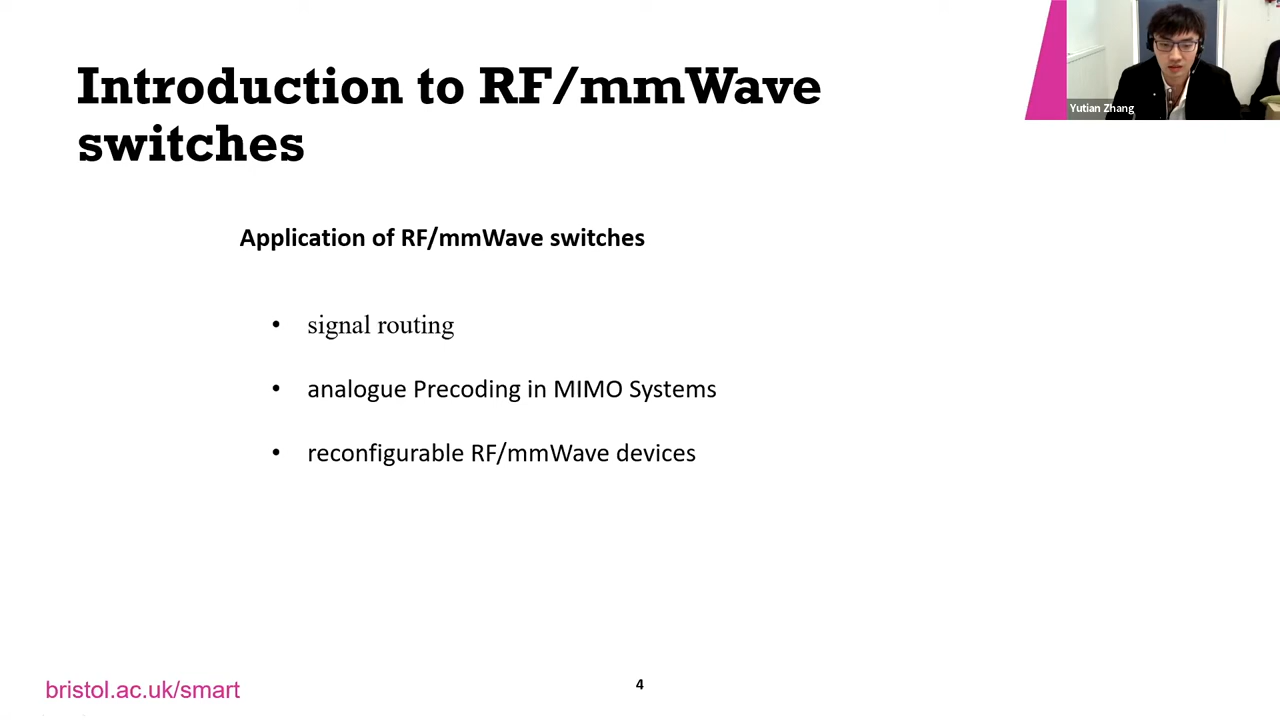 Introduction to RF/mmWave
switches
Yutian Zhang
Application of RF/mmWave switches
• signal routing
• analogue Precoding in MIMO Systems
• reconfigurable RF/mmWave devices
bristol.ac.uk/smart
4